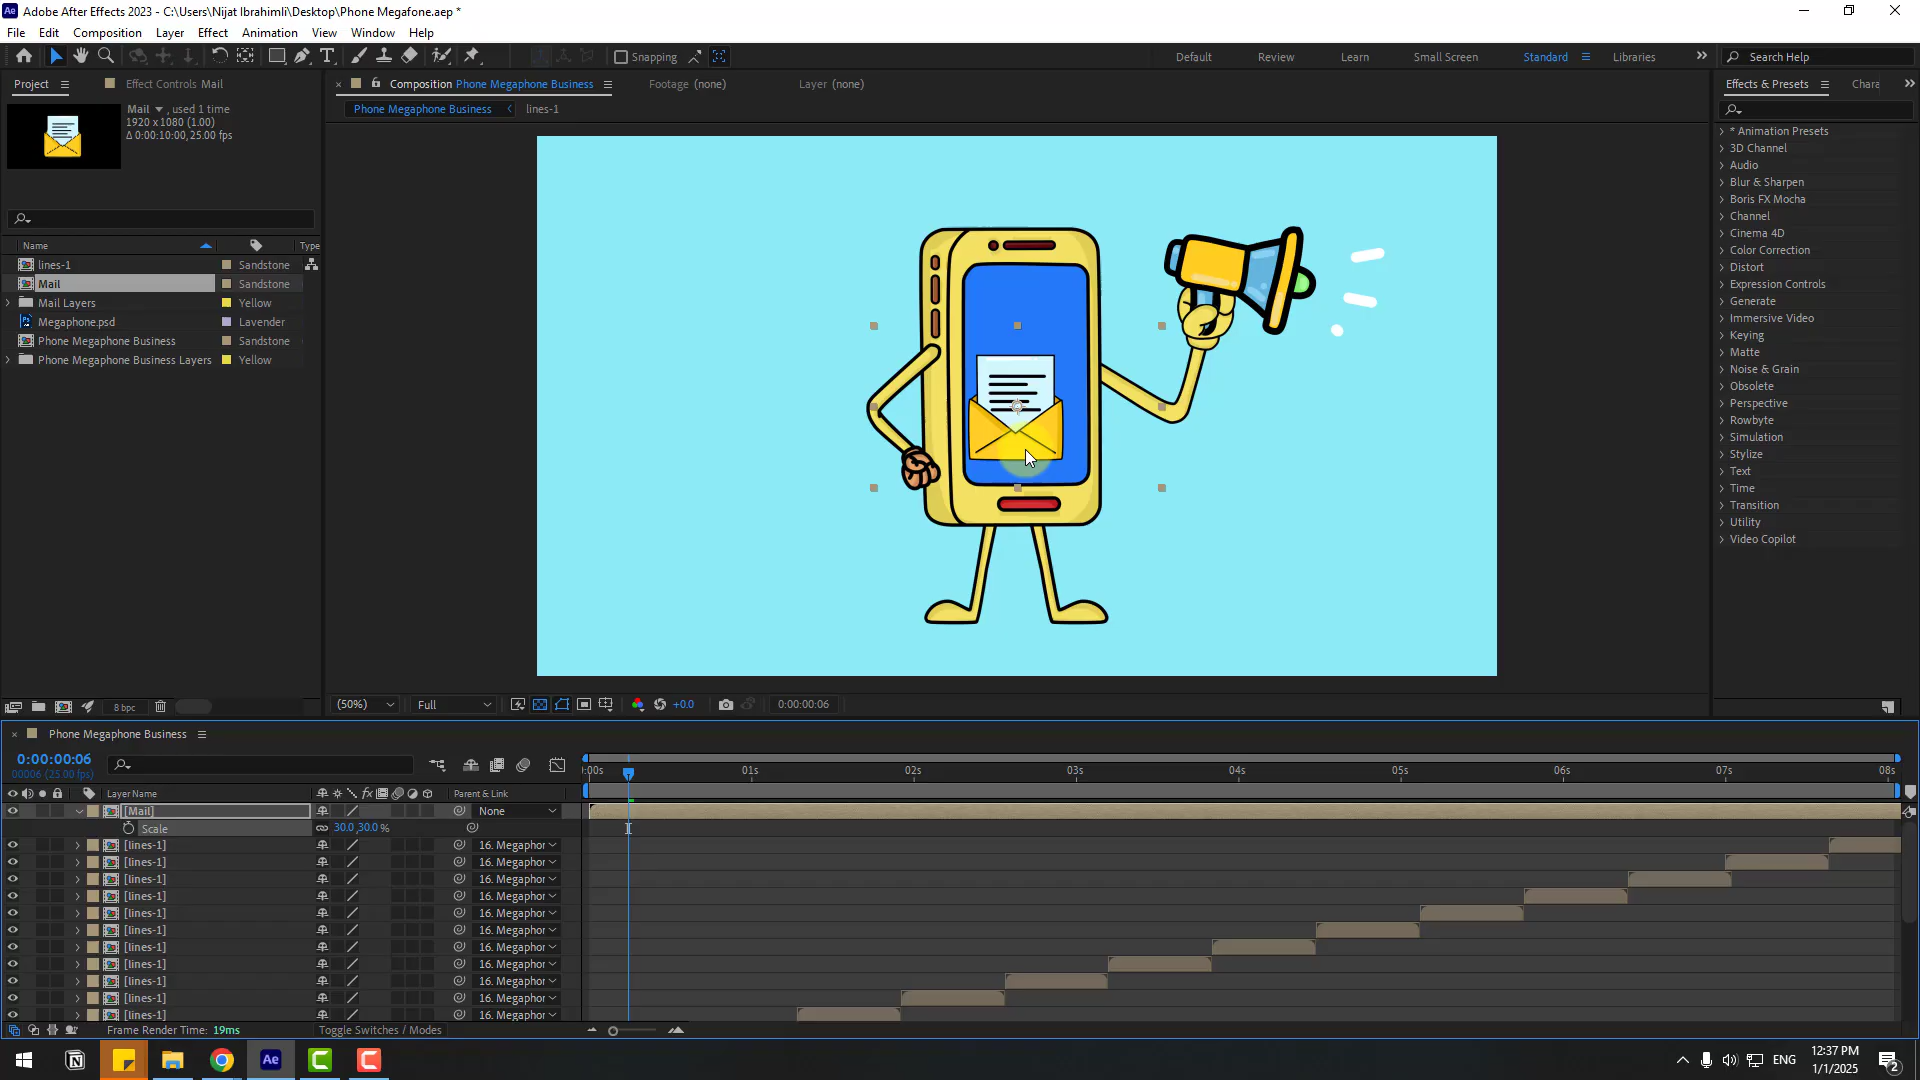 Ae Adobe After Effects 2023 - C:\Users\Nijat Ibrahimli\Desktop\Phone Megafone.aep *
File Edit Composition Layer Effect Animation View Window Help
T Snapping Default Review Learn Small Screen Standard Libraries Search Help
Project Effect Controls Mail Composition Phone Megaphone Business Footage (none) Layer (none) Effects & Presets Chara
Phone Megaphone Business lines-1
Mail , used 1 time
1920 x 1080 (1.00)
Δ 0:00:10:00, 25.00 fps
Name Type
lines-1 Sandstone
Mail Sandstone
Mail Layers Yellow
Megaphone.psd Lavender
Phone Megaphone Business Sandstone
Phone Megaphone Business Layers Yellow
* Animation Presets
3D Channel
Audio
Blur & Sharpen
Boris FX Mocha
Channel
Cinema 4D
Color Correction
Distort
Expression Controls
Generate
Immersive Video
Keying
Matte
Noise & Grain
Obsolete
Perspective
Rowbyte
Simulation
Stylize
Text
Time
Transition
Utility
Video Copilot
8 bpc
(50%) Full +0.0 0:00:00:06
Phone Megaphone Business
0:00:00:06
00006 (25.00 fps)
:00s 01s 02s 03s 04s 05s 06s 07s 08s
Layer Name fx Parent & Link
[Mail] None
Scale 30.0,30.0 %
[lines-1] 16. Megaphor
[lines-1] 16. Megaphor
[lines-1] 16. Megaphor
[lines-1] 16. Megaphor
[lines-1] 16. Megaphor
[lines-1] 16. Megaphor
[lines-1] 16. Megaphor
[lines-1] 16. Megaphor
[lines-1] 16. Megaphor
[lines-1] 16. Megaphor
[lines-1] 16. Megaphor
Frame Render Time: 19ms Toggle Switches / Modes
Ae ENG 12:37 PM
1/1/2025
2